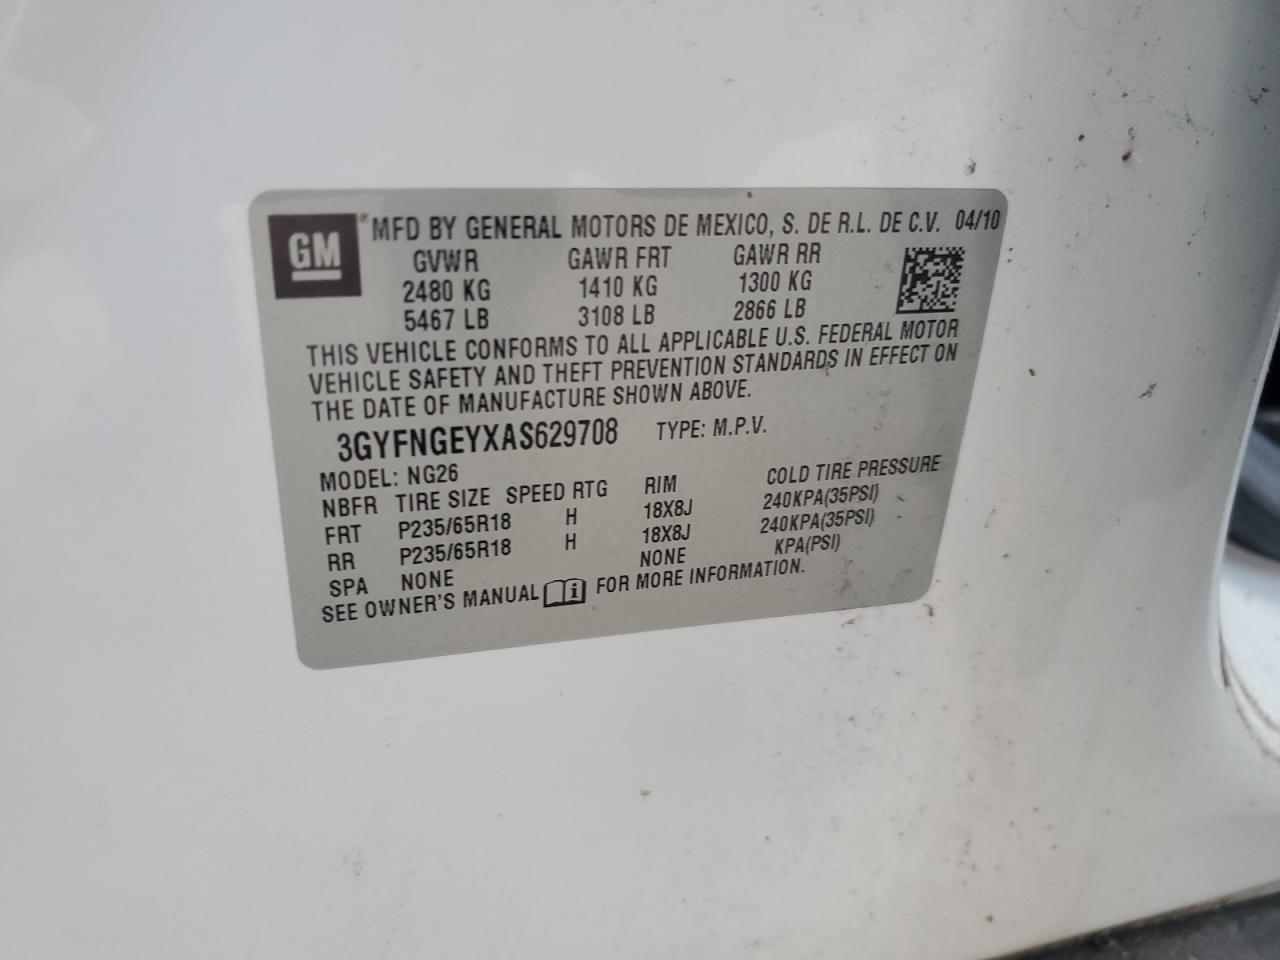 GM
MFD BY GENERAL MOTORS DE MEXICO, S. DE R.L. DE C.V. 04/10
GVWR GAWR FRT GAWR RR
2480 KG 1410 KG 1300 KG
5467 LB 3108 LB 2866 LB
THIS VEHICLE CONFORMS TO ALL APPLICABLE U.S. FEDERAL MOTOR
VEHICLE SAFETY AND THEFT PREVENTION STANDARDS IN EFFECT ON
THE DATE OF MANUFACTURE SHOWN ABOVE.
3GYFNGEYXAS629708 TYPE: M.P.V.
MODEL: NG26
NBFR TIRE SIZE SPEED RTG RIM COLD TIRE PRESSURE
FRT P235/65R18 H 18X8J 240KPA(35PSI)
RR P235/65R18 H 18X8J 240KPA(35PSI)
SPA NONE NONE KPA(PSI)
SEE OWNER'S MANUAL i FOR MORE INFORMATION.